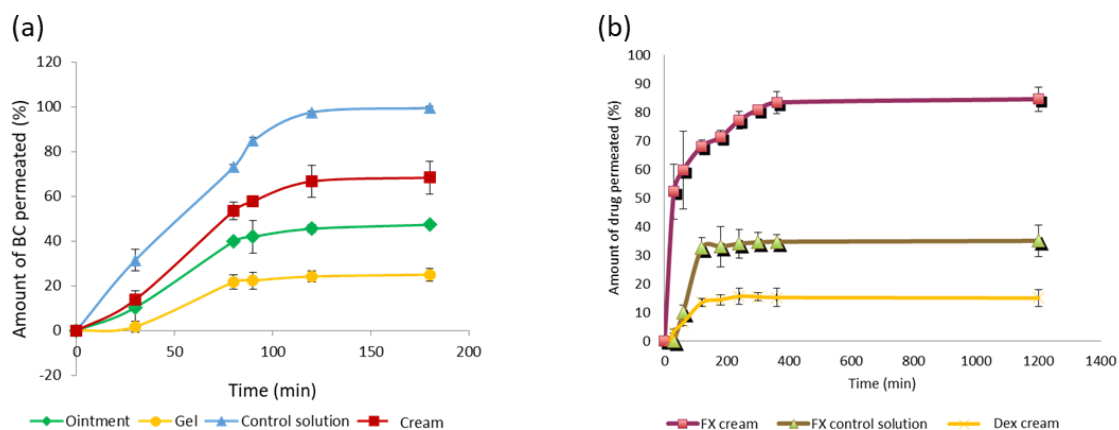 (a)
(b)
Amount of BC permeated (%)
120
100
80
60
40
20
0
-20
0 50 100 150 200
Time (min)
Ointment Gel Control solution Cream
Amount of drug permeated (%)
100
90
80
70
60
50
40
30
20
10
0
0 200 400 600 800 1000 1200 1400
Time (min)
FX cream FX control solution Dex cream